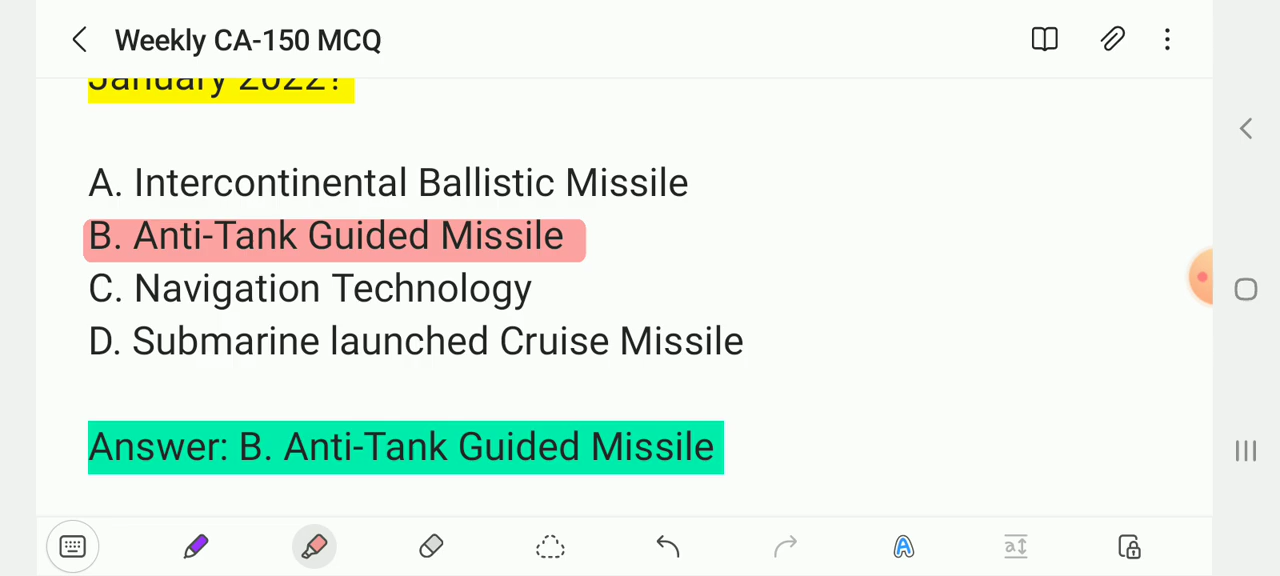 Weekly CA-150 MCQ
January 2022?
A. Intercontinental Ballistic Missile
B. Anti-Tank Guided Missile
C. Navigation Technology
D. Submarine launched Cruise Missile
Answer: B. Anti-Tank Guided Missile